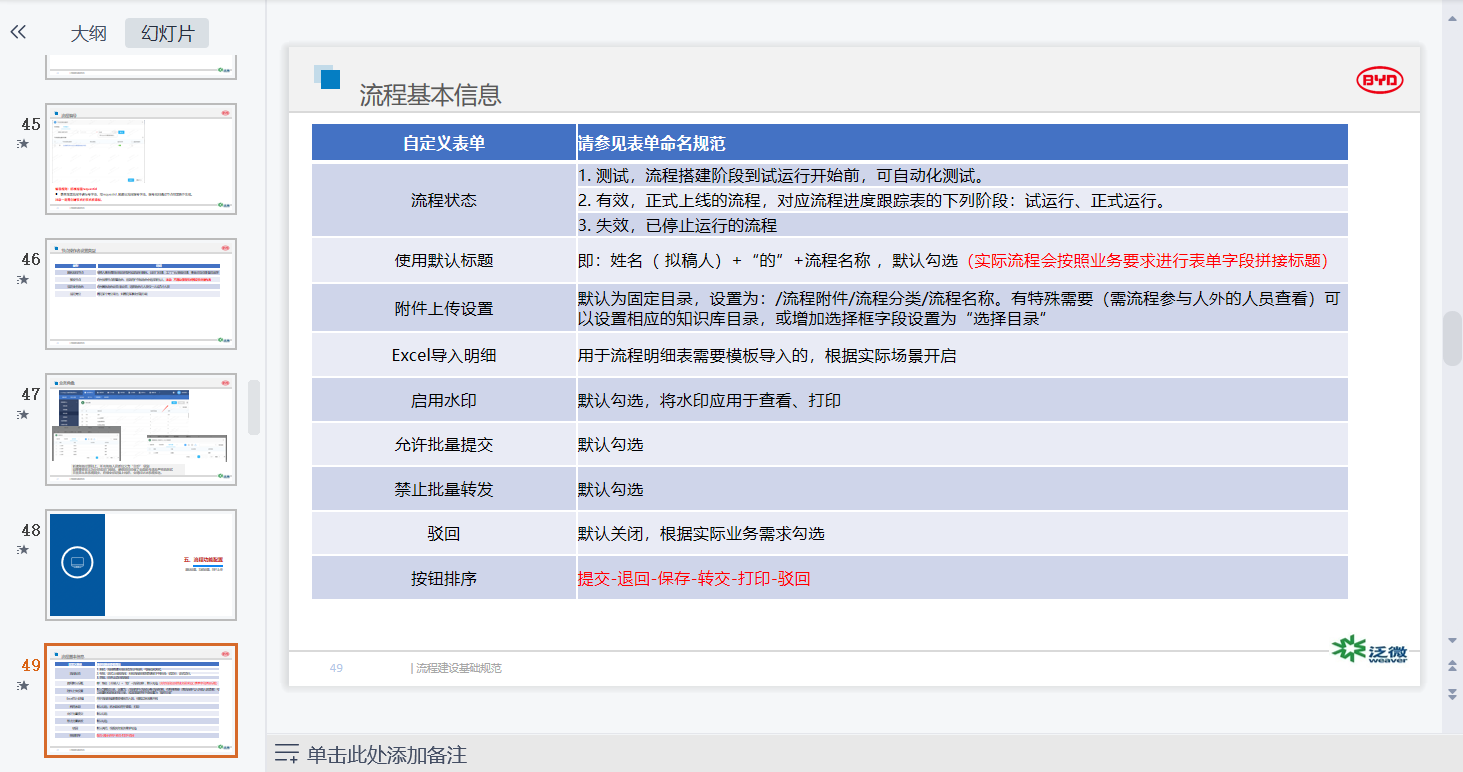 大纲
幻灯片
45
46
47
48
五、流程功能配置
49
流程基本信息
BYD
自定义表单
请参见表单命名规范
流程状态
1. 测试，流程搭建阶段到试运行开始前，可自动化测试。
2. 有效，正式上线的流程，对应流程进度跟踪表的下列阶段：试运行、正式运行。
3. 失效，已停止运行的流程
使用默认标题
即：姓名（ 拟稿人）+“的”+流程名称 ，默认勾选（实际流程会按照业务要求进行表单字段拼接标题）
附件上传设置
默认为固定目录，设置为：/流程附件/流程分类/流程名称。有特殊需要（需流程参与人外的人员查看）可
以设置相应的知识库目录，或增加选择框字段设置为“选择目录“
Excel导入明细
用于流程明细表需要模板导入的，根据实际场景开启
启用水印
默认勾选，将水印应用于查看、打印
允许批量提交
默认勾选
禁止批量转发
默认勾选
驳回
默认关闭，根据实际业务需求勾选
按钮排序
提交-退回-保存-转交-打印-驳回
49
| 流程建设基础规范
泛微
weaver
单击此处添加备注